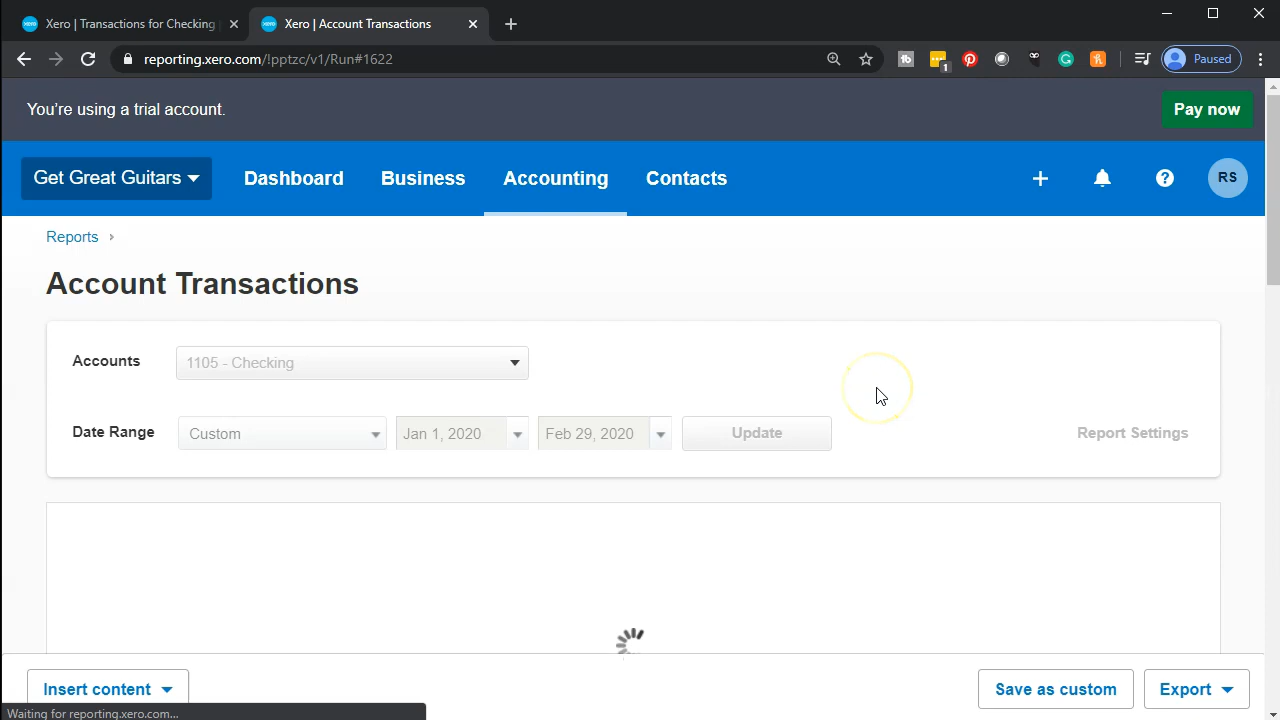 Xero | Transactions for Checking
Xero | Account Transactions
reporting.xero.com/!pptzc/v1/Run#1622
1
Paused
You're using a trial account.
Pay now
Get Great Guitars
Dashboard
Business
Accounting
Contacts
RS
Reports
Account Transactions
Accounts
1105 - Checking
Date Range
Custom
Jan 1, 2020
Feb 29, 2020
Update
Report Settings
Insert content
Save as custom
Export
Waiting for reporting.xero.com...